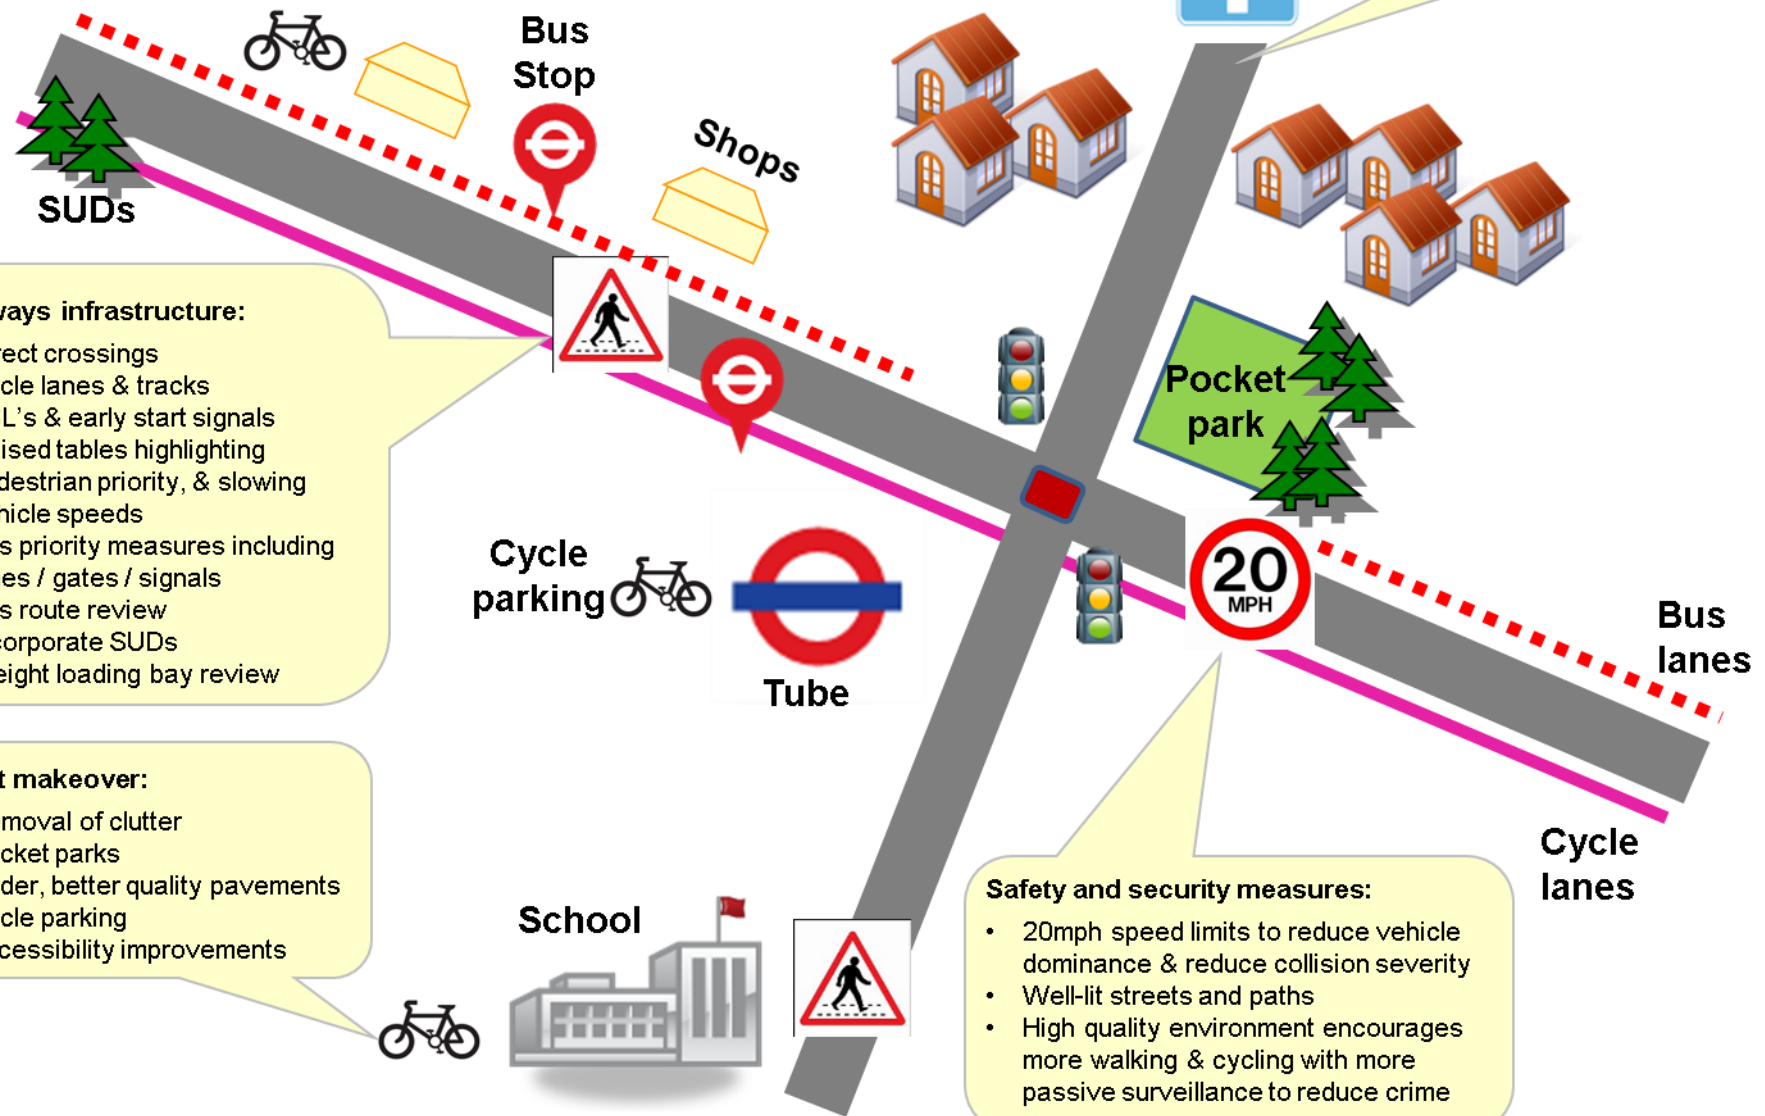 Bus
Stop
Shops
SUDs
ways infrastructure:
rect crossings
cle lanes & tracks
L's & early start signals
ised tables highlighting
destrian priority, & slowing
hicle speeds
s priority measures including
es / gates / signals
s route review
corporate SUDs
eight loading bay review
Pocket
park
Cycle
parking
Tube
20
MPH
Bus
lanes
Cycle
lanes
t makeover:
moval of clutter
cket parks
der, better quality pavements
cle parking
cessibility improvements
School
Safety and security measures:
• 20mph speed limits to reduce vehicle
dominance & reduce collision severity
• Well-lit streets and paths
• High quality environment encourages
more walking & cycling with more
passive surveillance to reduce crime